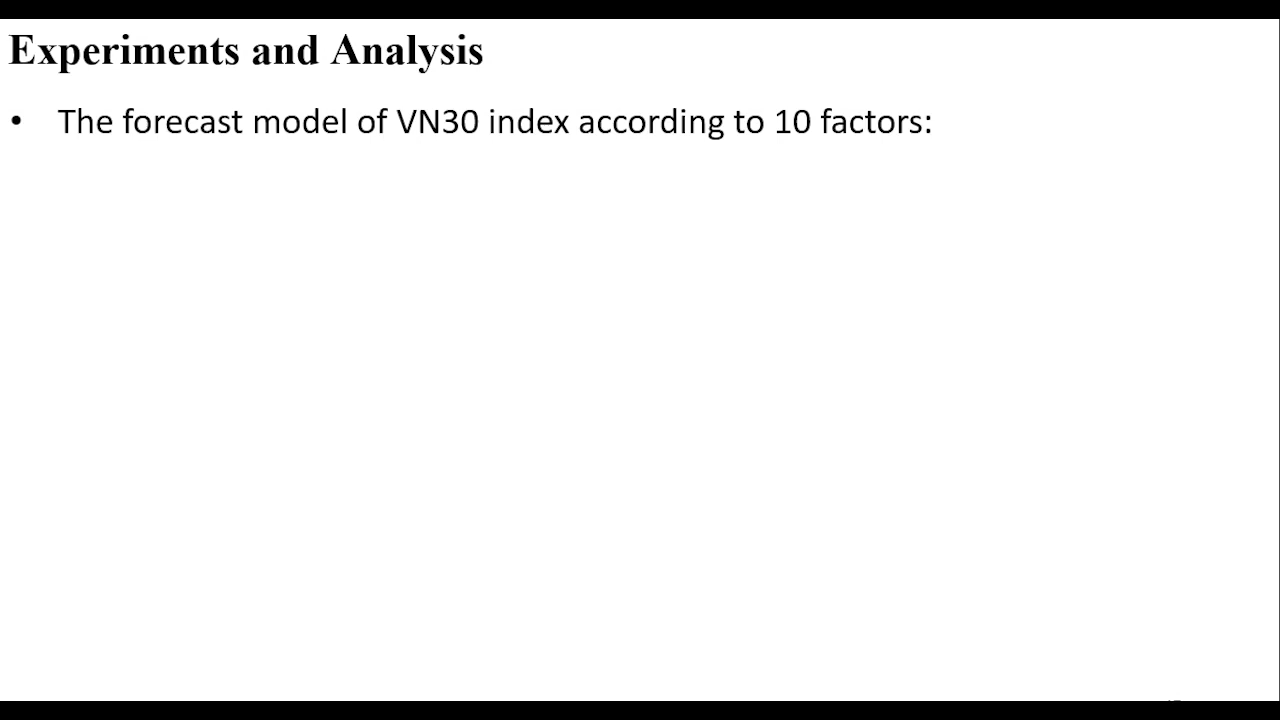 Experiments and Analysis
• The forecast model of VN30 index according to 10 factors: